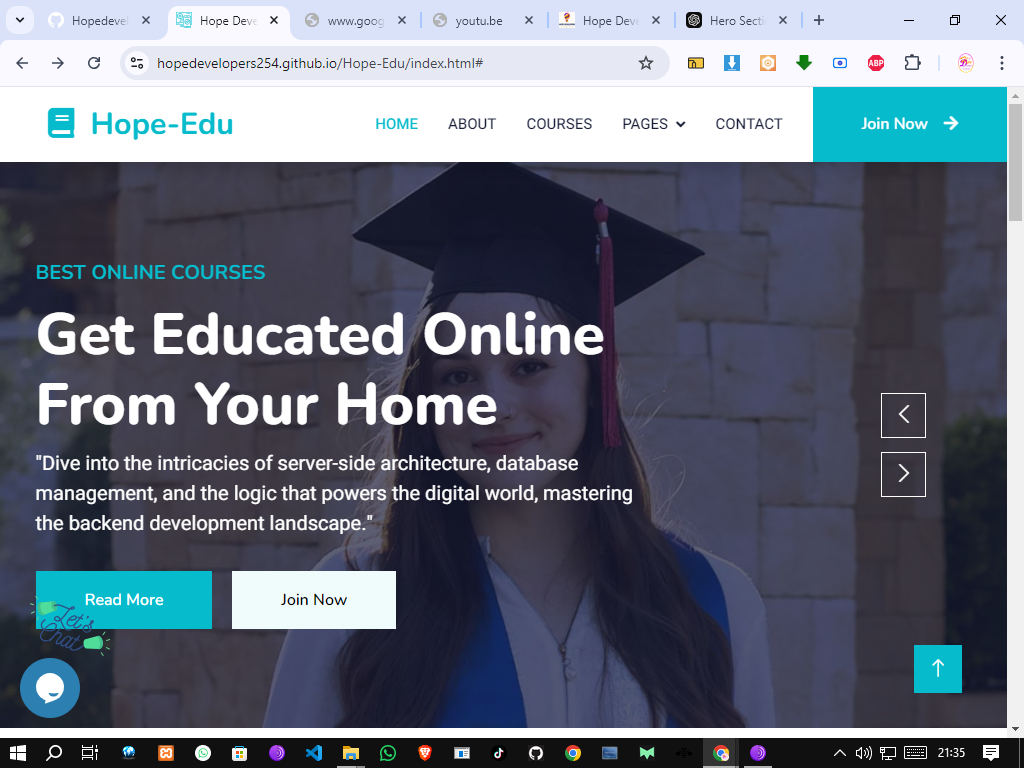 Hopedevel
Hope Deve
www.goog
youtu.be
Hope Deve
Hero Secti
hopedevelopers254.github.io/Hope-Edu/index.html#
ABP
Hope-Edu
HOME
ABOUT
COURSES
PAGES
CONTACT
Join Now
BEST ONLINE COURSES
Get Educated Online
From Your Home
"Dive into the intricacies of server-side architecture, database
management, and the logic that powers the digital world, mastering
the backend development landscape."
Read More
Join Now
Let's
Chat
21:35